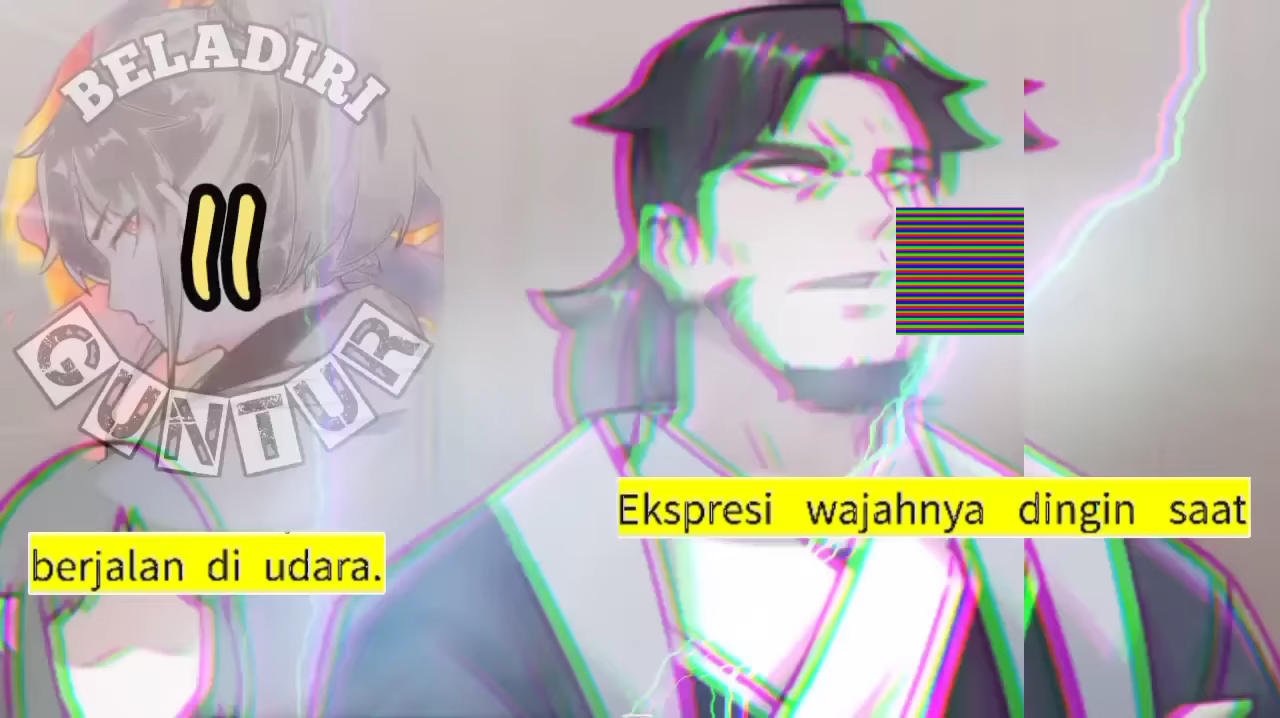 BELADIRI
II
GUNTUR
Ekspresi wajahnya dingin saat
berjalan di udara.